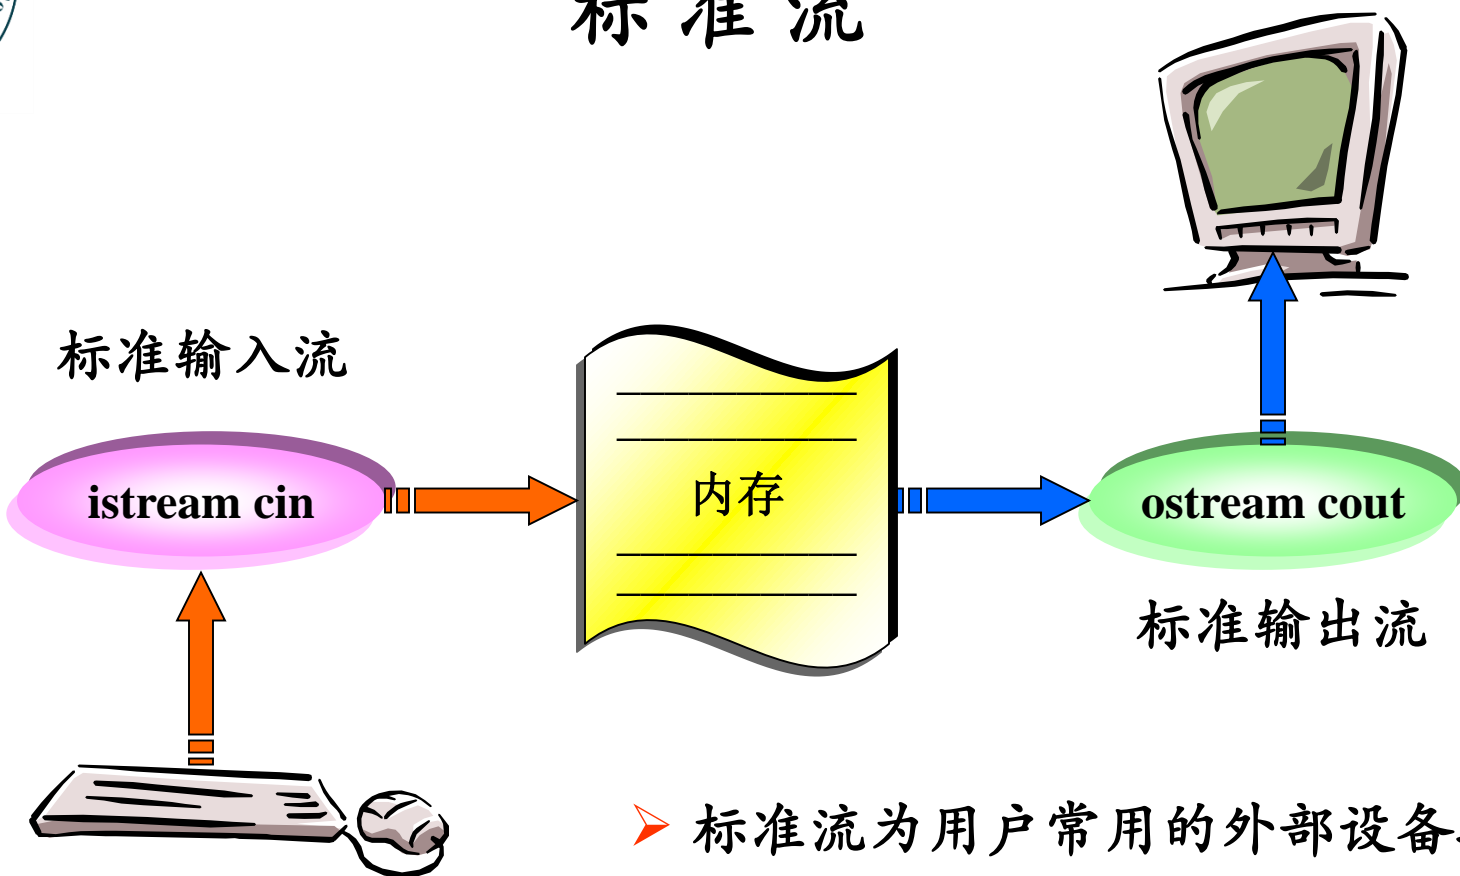 标准流
标准输入流
istream cin
内存
ostream cout
标准输出流
标准流为用户常用的外部设备